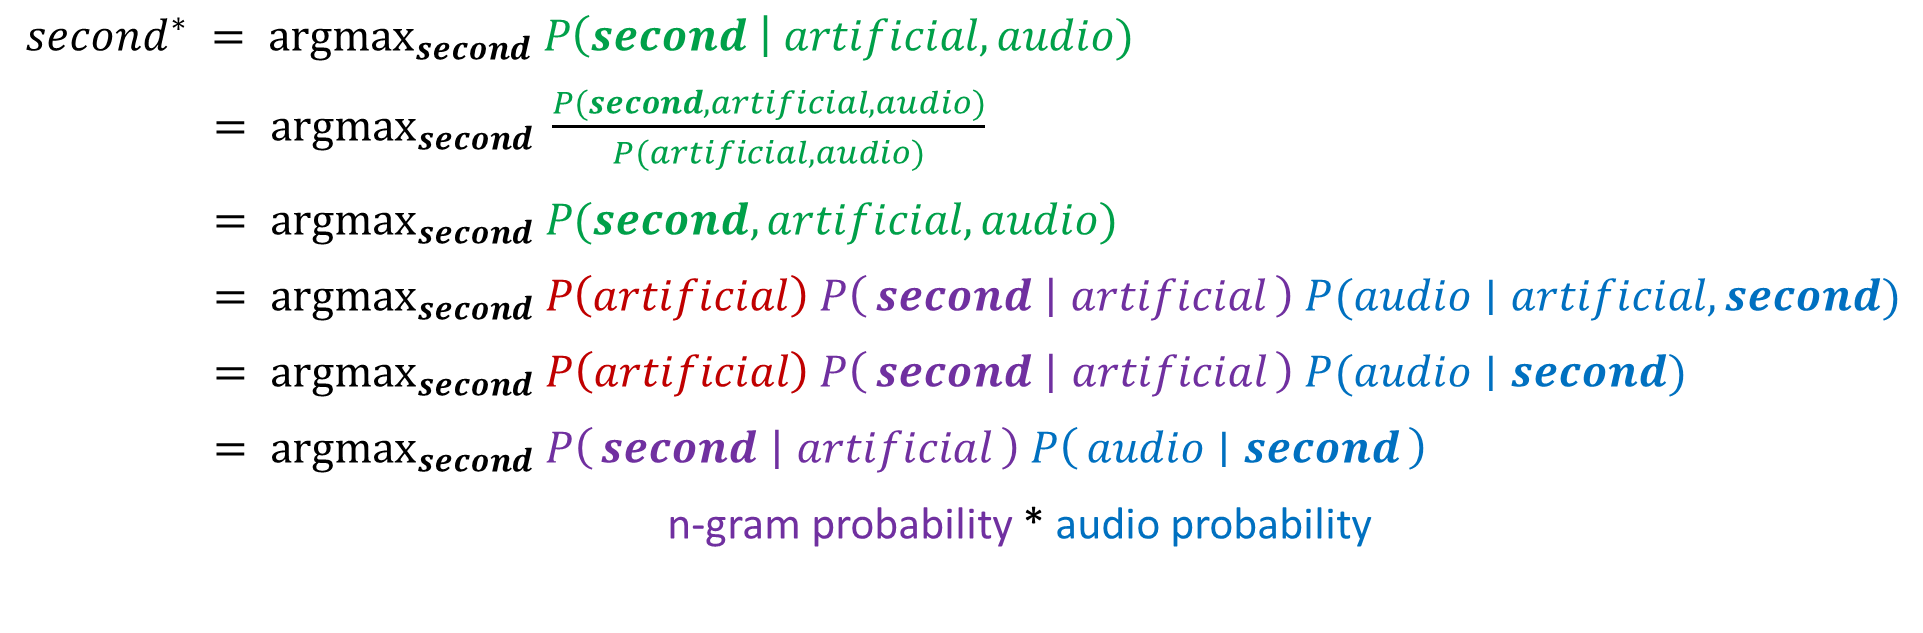 second* = argmax_second P(second | artificial, audio)
= argmax_second P(second,artificial,audio) / P(artificial,audio)
= argmax_second P(second, artificial, audio)
= argmax_second P(artificial) P( second | artificial ) P(audio | artificial, second)
= argmax_second P(artificial) P( second | artificial ) P(audio | second)
= argmax_second P( second | artificial ) P( audio | second )
n-gram probability * audio probability